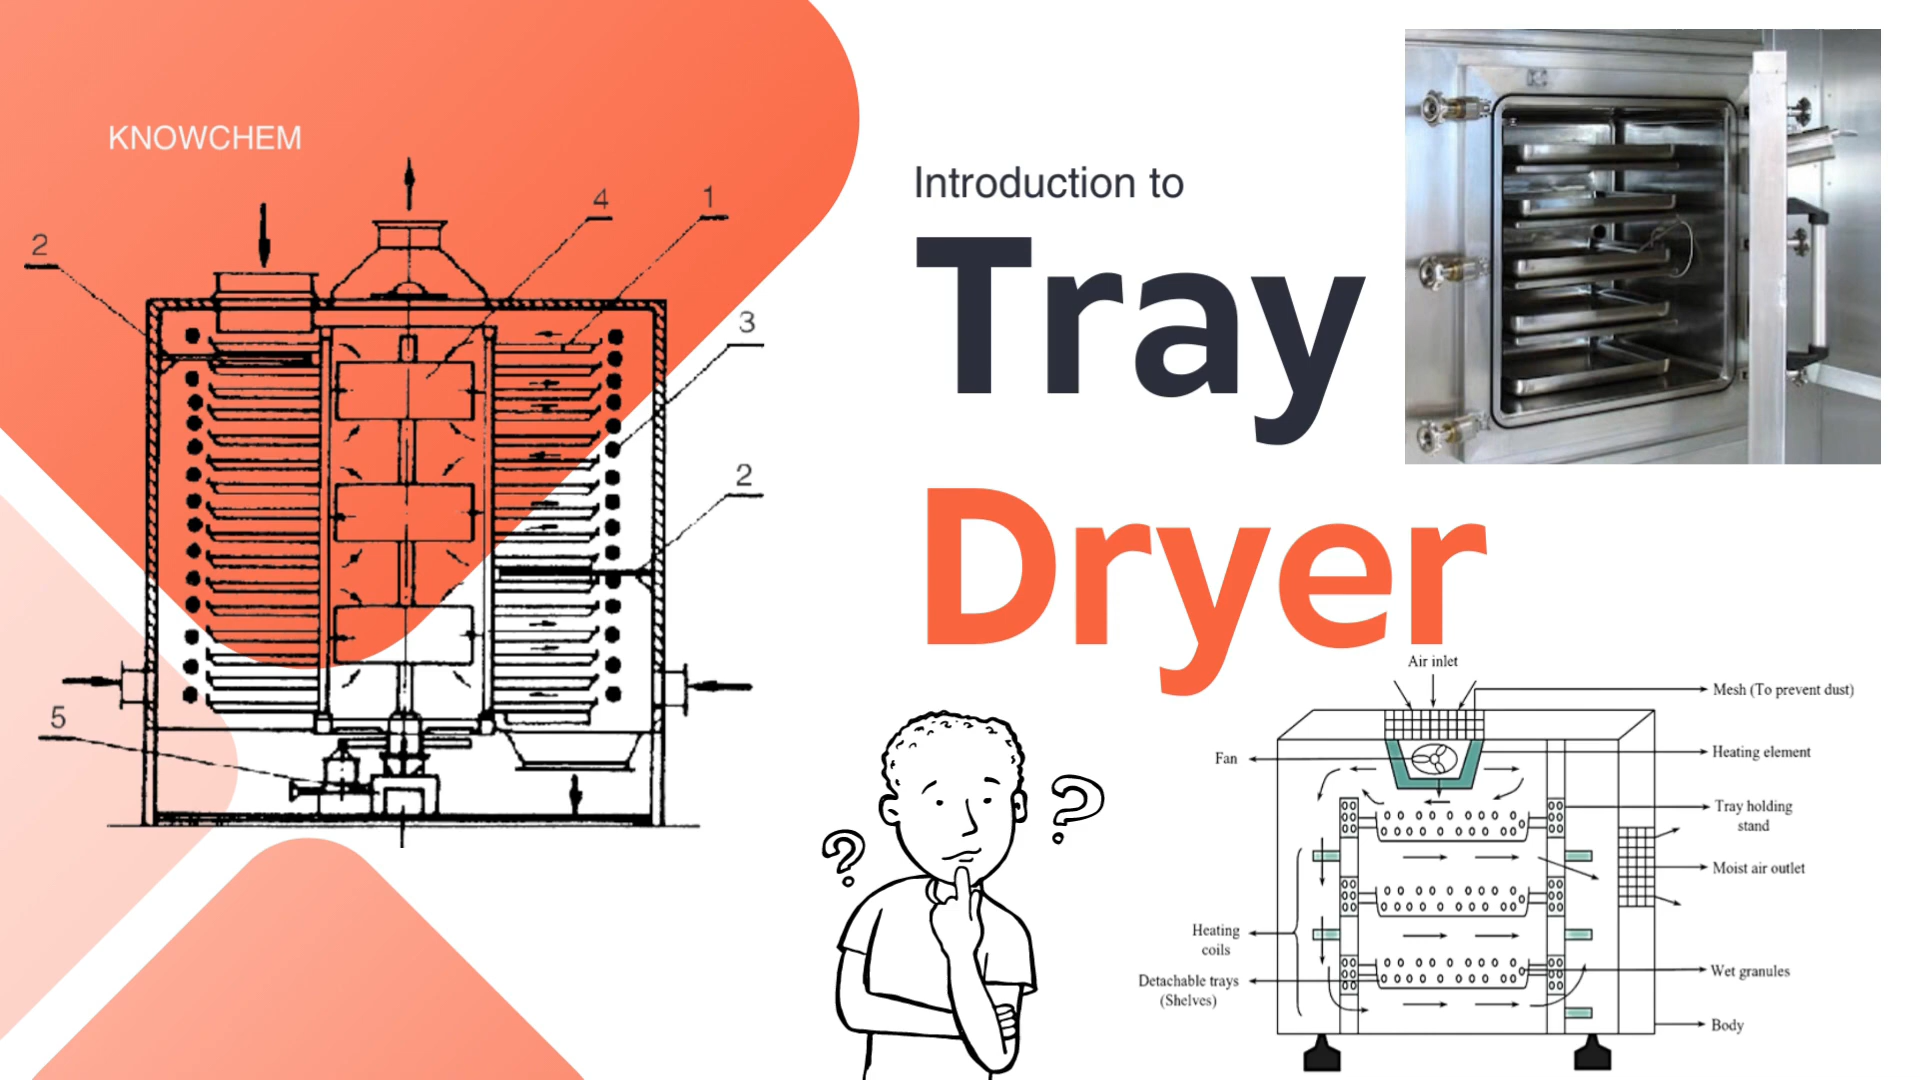 KNOWCHEM
Introduction to
Tray
Dryer
2
4
1
3
2
5
?
?
Air inlet
Mesh (To prevent dust)
Fan
Heating element
Tray holding
stand
Moist air outlet
Heating
coils
Detachable trays
(Shelves)
Wet granules
Body